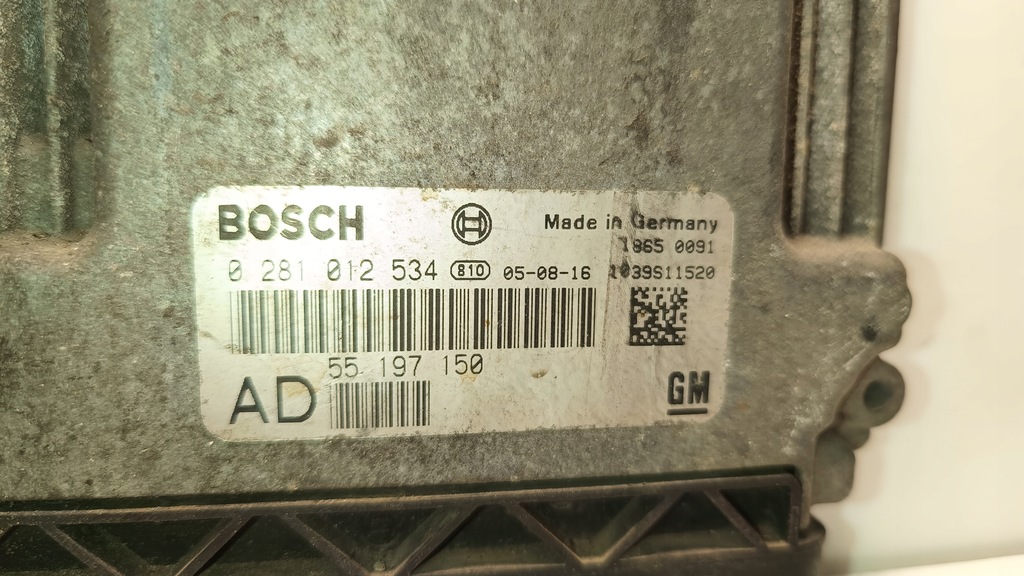 BOSCH
Made in Germany
1865 0091
0 281 012 534 810 05-08-16 1039S11520
55 197 150
AD
GM